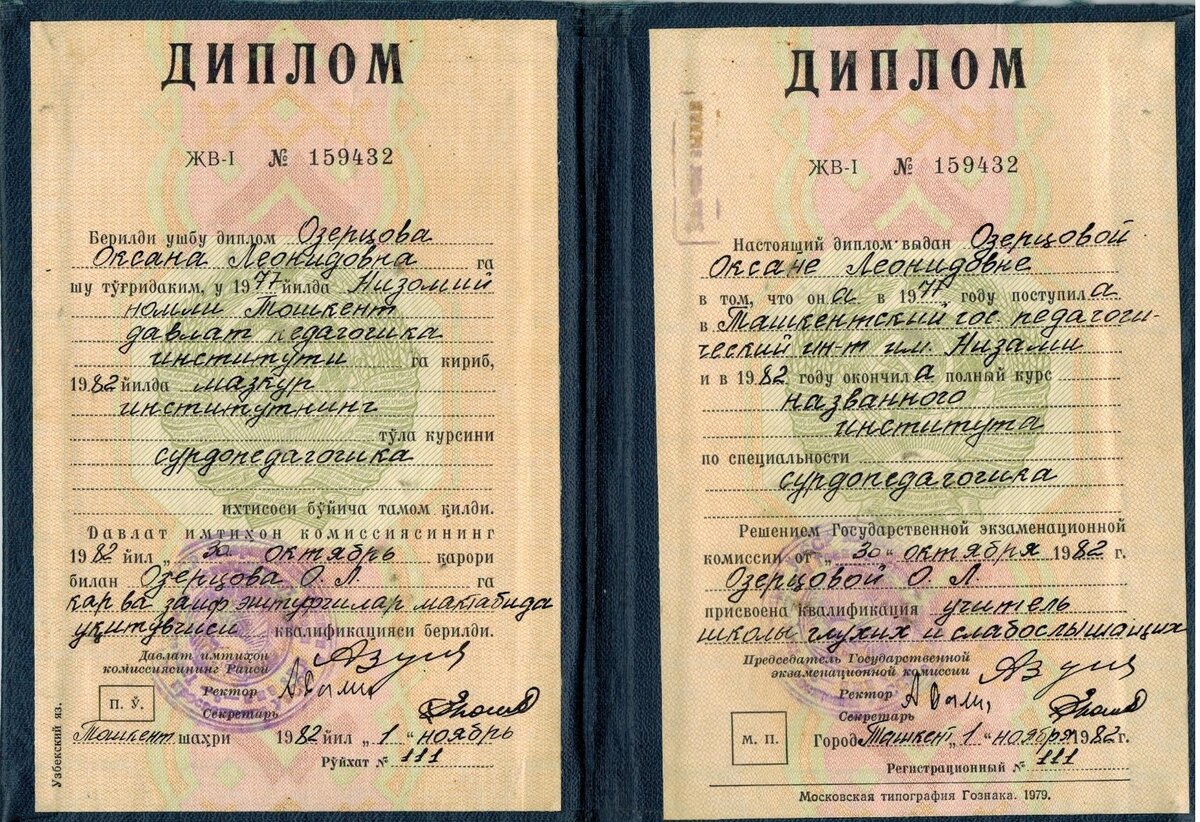 ДИПЛОМ
ЖВ-I № 159432
Берилди ушбу диплом Озерцова
Оксана Леонидовна га
шу тўғридаким, у 1977 йилда Низомий
номли Тошкент
давлат педагогика
институти га кириб,
1982 йилда мазкур
институтнинг
тўла курсини
сурдопедагогика
ихтисоси бўйича тамом қилди.
Давлат имтиҳон комиссиясининг
1982 йил „30 октябрь қарори
билан Озерцова О. Л. га
кар ва заиф эштувчилар мактабида
уқитувчиси квалификацияси берилди.
Давлат имтиҳон
комиссиясининг Раиси
Ректор
Секретарь
П. Ў.
Тошкент шаҳри 1982 йил „1“ ноябрь
Рўйхат № 111
Узбекский яз.
ДИПЛОМ
ЖВ-I № 159432
Настоящий диплом выдан Озерцовой
Оксане Леонидовне
в том, что она в 1977 году поступила
в Ташкентский гос. педагоги-
ческий ин-т им. Низами
и в 1982 году окончила полный курс
названного
института
по специальности
сурдопедагогика
Решением Государственной экзаменационной
комиссии от „30“ октября 1982 г.
Озерцовой О. Л.
присвоена квалификация учитель
школы глухих и слабослышащих
Председатель Государственной
экзаменационной комиссии
Ректор
Секретарь
М. П.
Город Ташкент „1“ ноября 1982 г.
Регистрационный № 111
Московская типография Гознака. 1979.